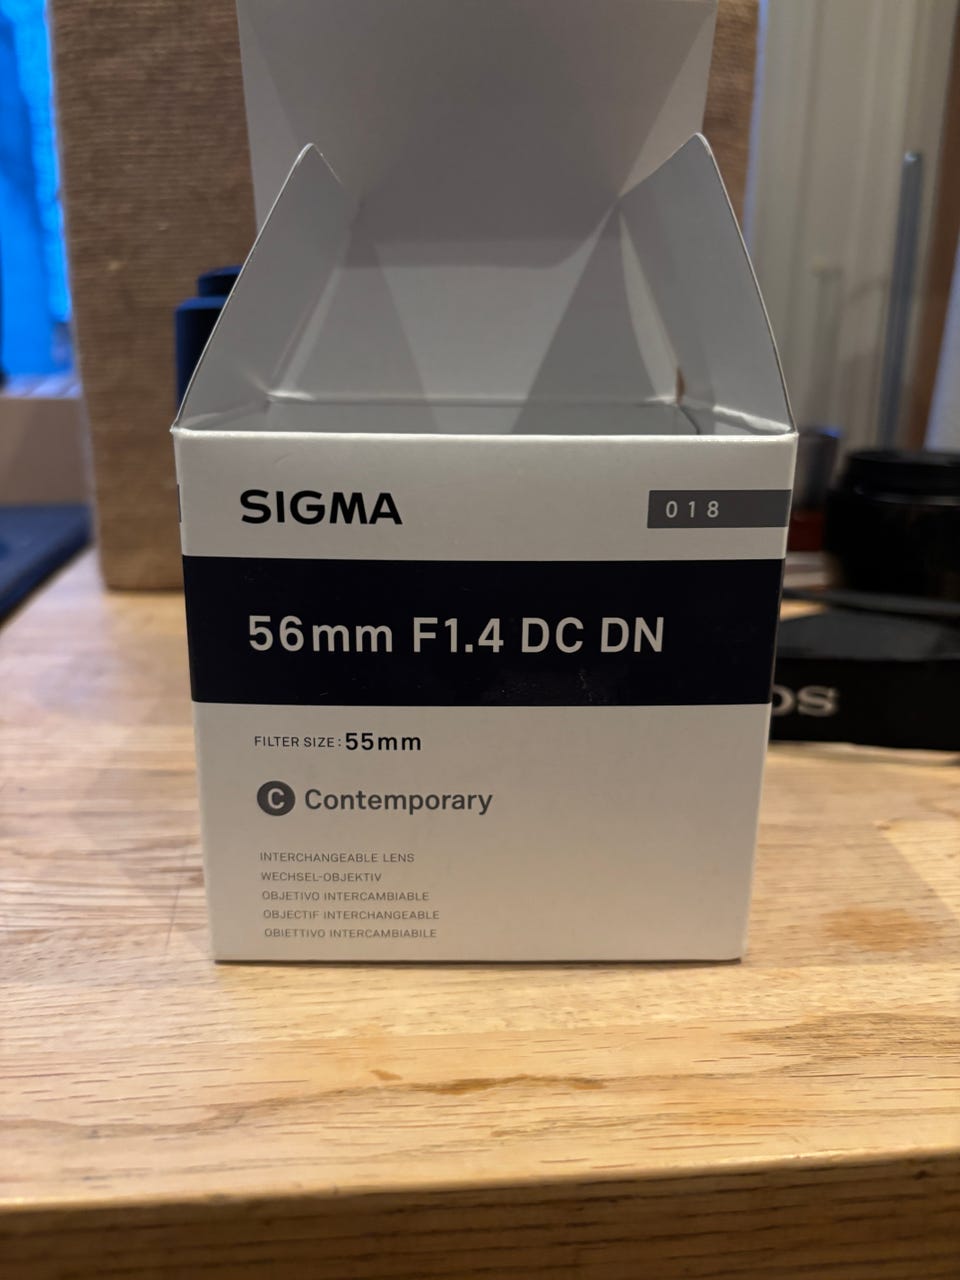 SIGMA
018
56mm F1.4 DC DN
FILTER SIZE : 55mm
C Contemporary
INTERCHANGEABLE LENS
WECHSEL-OBJEKTIV
OBJETIVO INTERCAMBIABLE
OBJECTIF INTERCHANGEABLE
OBIETTIVO INTERCAMBIABILE